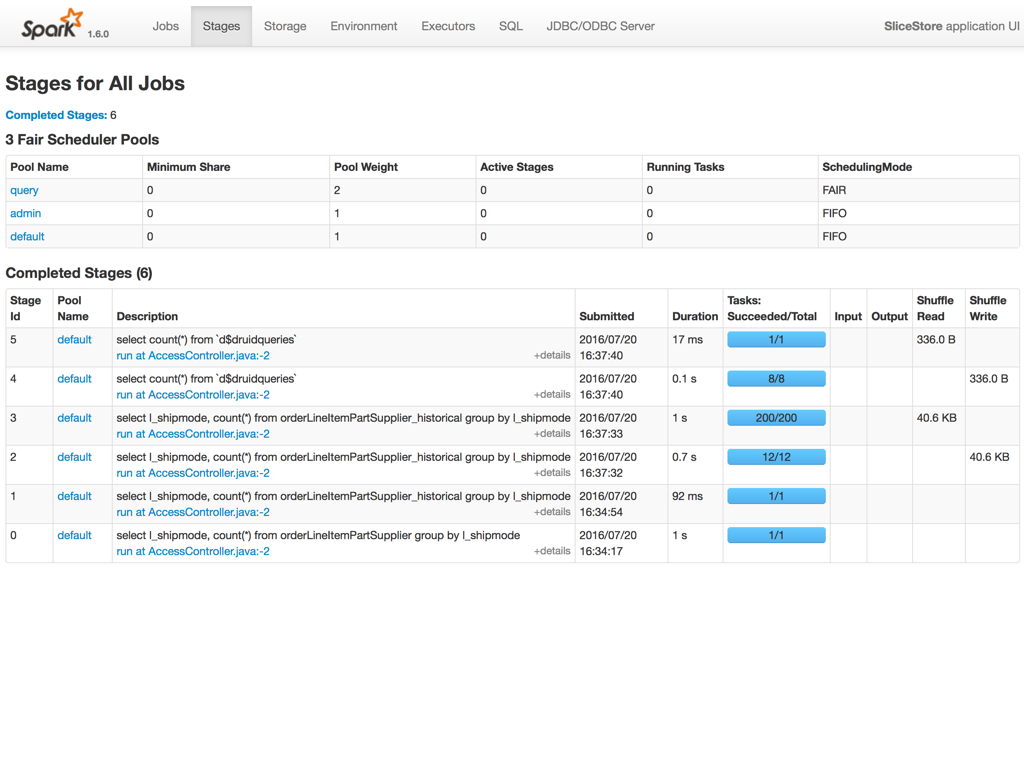 Spark 1.6.0 Jobs Stages Storage Environment Executors SQL JDBC/ODBC Server SliceStore application UI
Stages for All Jobs
Completed Stages: 6
3 Fair Scheduler Pools
Pool Name Minimum Share Pool Weight Active Stages Running Tasks SchedulingMode
query 0 2 0 0 FAIR
admin 0 1 0 0 FIFO
default 0 1 0 0 FIFO
Completed Stages (6)
Stage Id Pool Name Description Submitted Duration Tasks: Succeeded/Total Input Output Shuffle Read Shuffle Write
5 default select count(*) from `d$druidqueries` 2016/07/20 17 ms 1/1 336.0 B
run at AccessController.java:-2 +details 16:37:40
4 default select count(*) from `d$druidqueries` 2016/07/20 0.1 s 8/8 336.0 B
run at AccessController.java:-2 +details 16:37:40
3 default select l_shipmode, count(*) from orderLineItemPartSupplier_historical group by l_shipmode 2016/07/20 1 s 200/200 40.6 KB
run at AccessController.java:-2 +details 16:37:33
2 default select l_shipmode, count(*) from orderLineItemPartSupplier_historical group by l_shipmode 2016/07/20 0.7 s 12/12 40.6 KB
run at AccessController.java:-2 +details 16:37:32
1 default select l_shipmode, count(*) from orderLineItemPartSupplier_historical group by l_shipmode 2016/07/20 92 ms 1/1
run at AccessController.java:-2 +details 16:34:54
0 default select l_shipmode, count(*) from orderLineItemPartSupplier group by l_shipmode 2016/07/20 1 s 1/1
run at AccessController.java:-2 +details 16:34:17